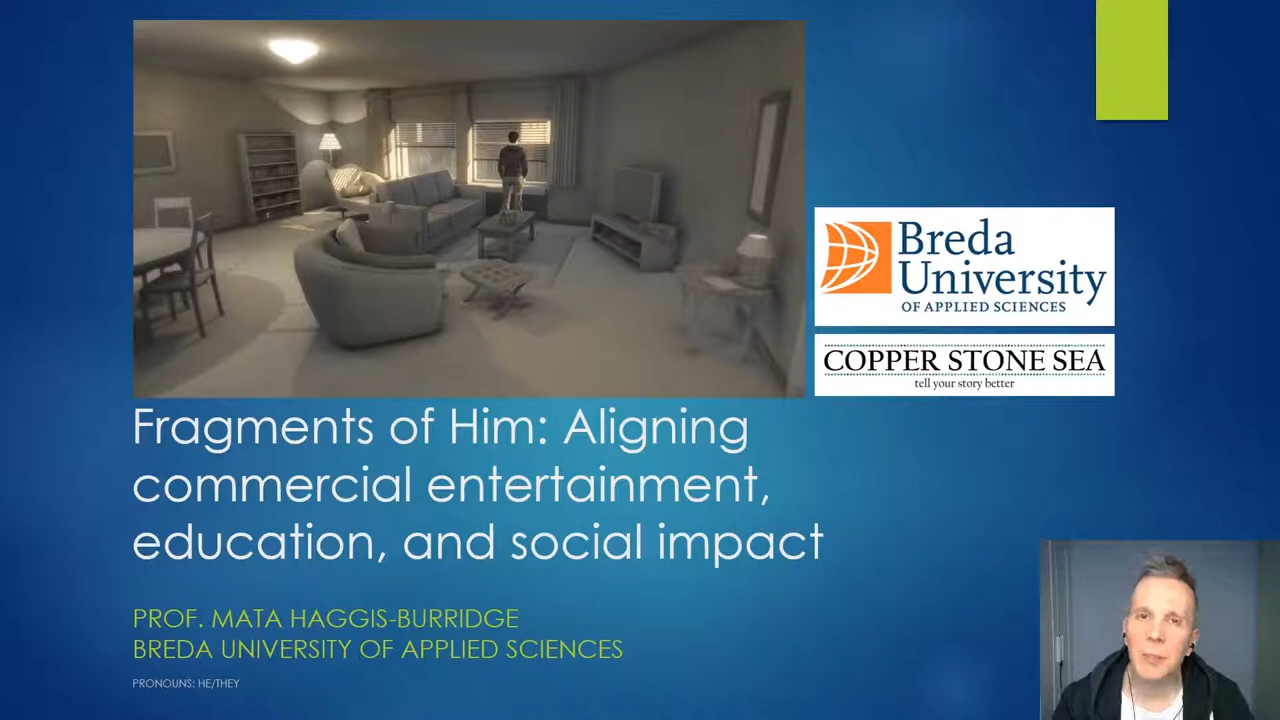 Breda
University
OF APPLIED SCIENCES
COPPER STONE SEA
tell your story better
Fragments of Him: Aligning
commercial entertainment,
education, and social impact
PROF. MATA HAGGIS-BURRIDGE
BREDA UNIVERSITY OF APPLIED SCIENCES
PRONOUNS: HE/THEY